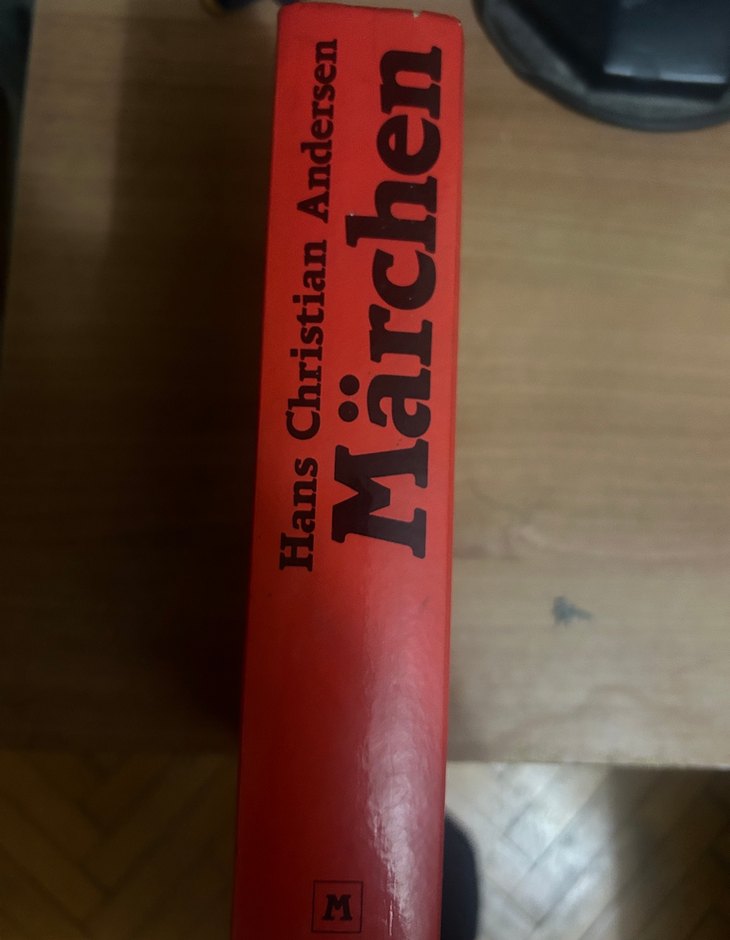 Hans Christian Andersen
Märchen
M